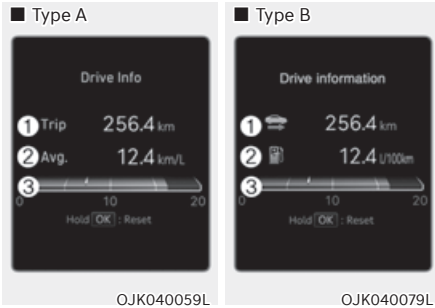 ■ Type A
Drive Info
① Trip 256.4 km
② Avg. 12.4 km/L
③
0 10 20
Hold OK : Reset
OJK040059L
■ Type B
Drive information
① 256.4 km
② 12.4 L/100km
③
0 10 20
Hold OK : Reset
OJK040079L